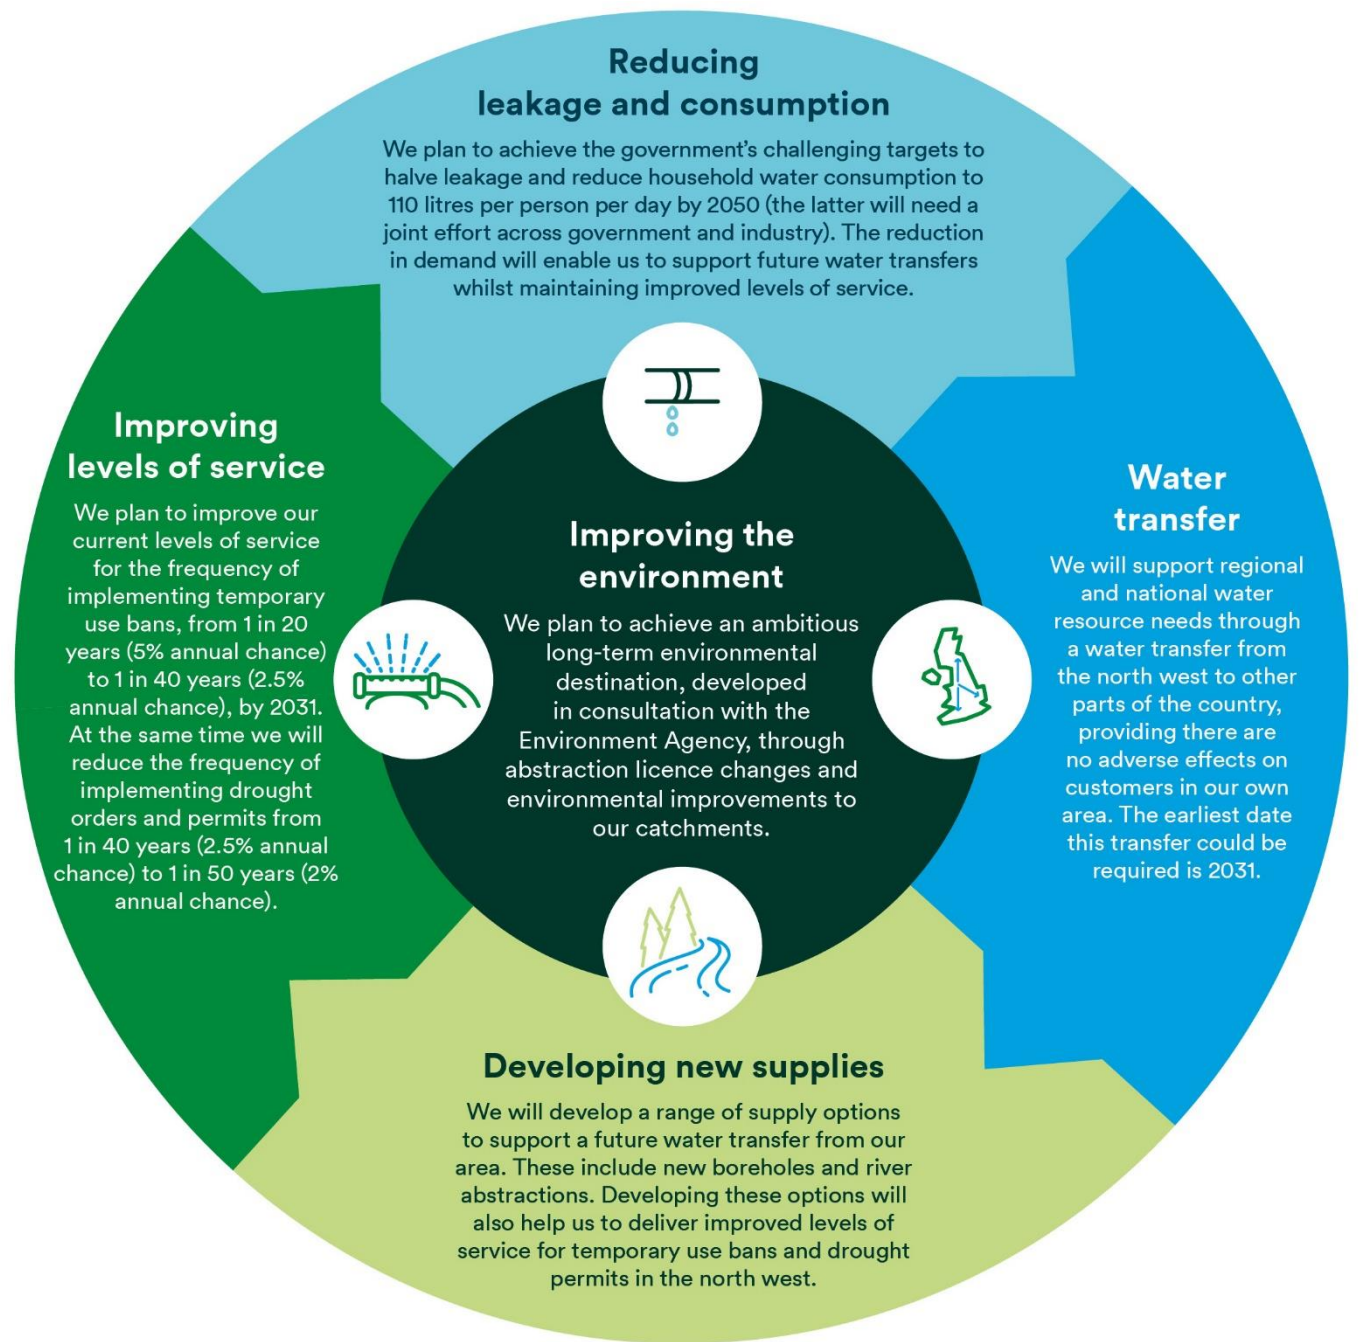 Reducing
leakage and consumption
We plan to achieve the government’s challenging targets to
halve leakage and reduce household water consumption to
110 litres per person per day by 2050 (the latter will need a
joint effort across government and industry). The reduction
in demand will enable us to support future water transfers
whilst maintaining improved levels of service.
Improving
levels of service
We plan to improve our
current levels of service
for the frequency of
implementing temporary
use bans, from 1 in 20
years (5% annual chance)
to 1 in 40 years (2.5%
annual chance), by 2031.
At the same time we will
reduce the frequency of
implementing drought
orders and permits from
1 in 40 years (2.5% annual
chance) to 1 in 50 years (2%
annual chance).
Improving the
environment
We plan to achieve an ambitious
long-term environmental
destination, developed
in consultation with the
Environment Agency, through
abstraction licence changes and
environmental improvements to
our catchments.
Water
transfer
We will support regional
and national water
resource needs through
a water transfer from
the north west to other
parts of the country,
providing there are
no adverse effects on
customers in our own
area. The earliest date
this transfer could be
required is 2031.
Developing new supplies
We will develop a range of supply options
to support a future water transfer from our
area. These include new boreholes and river
abstractions. Developing these options will
also help us to deliver improved levels of
service for temporary use bans and drought
permits in the north west.